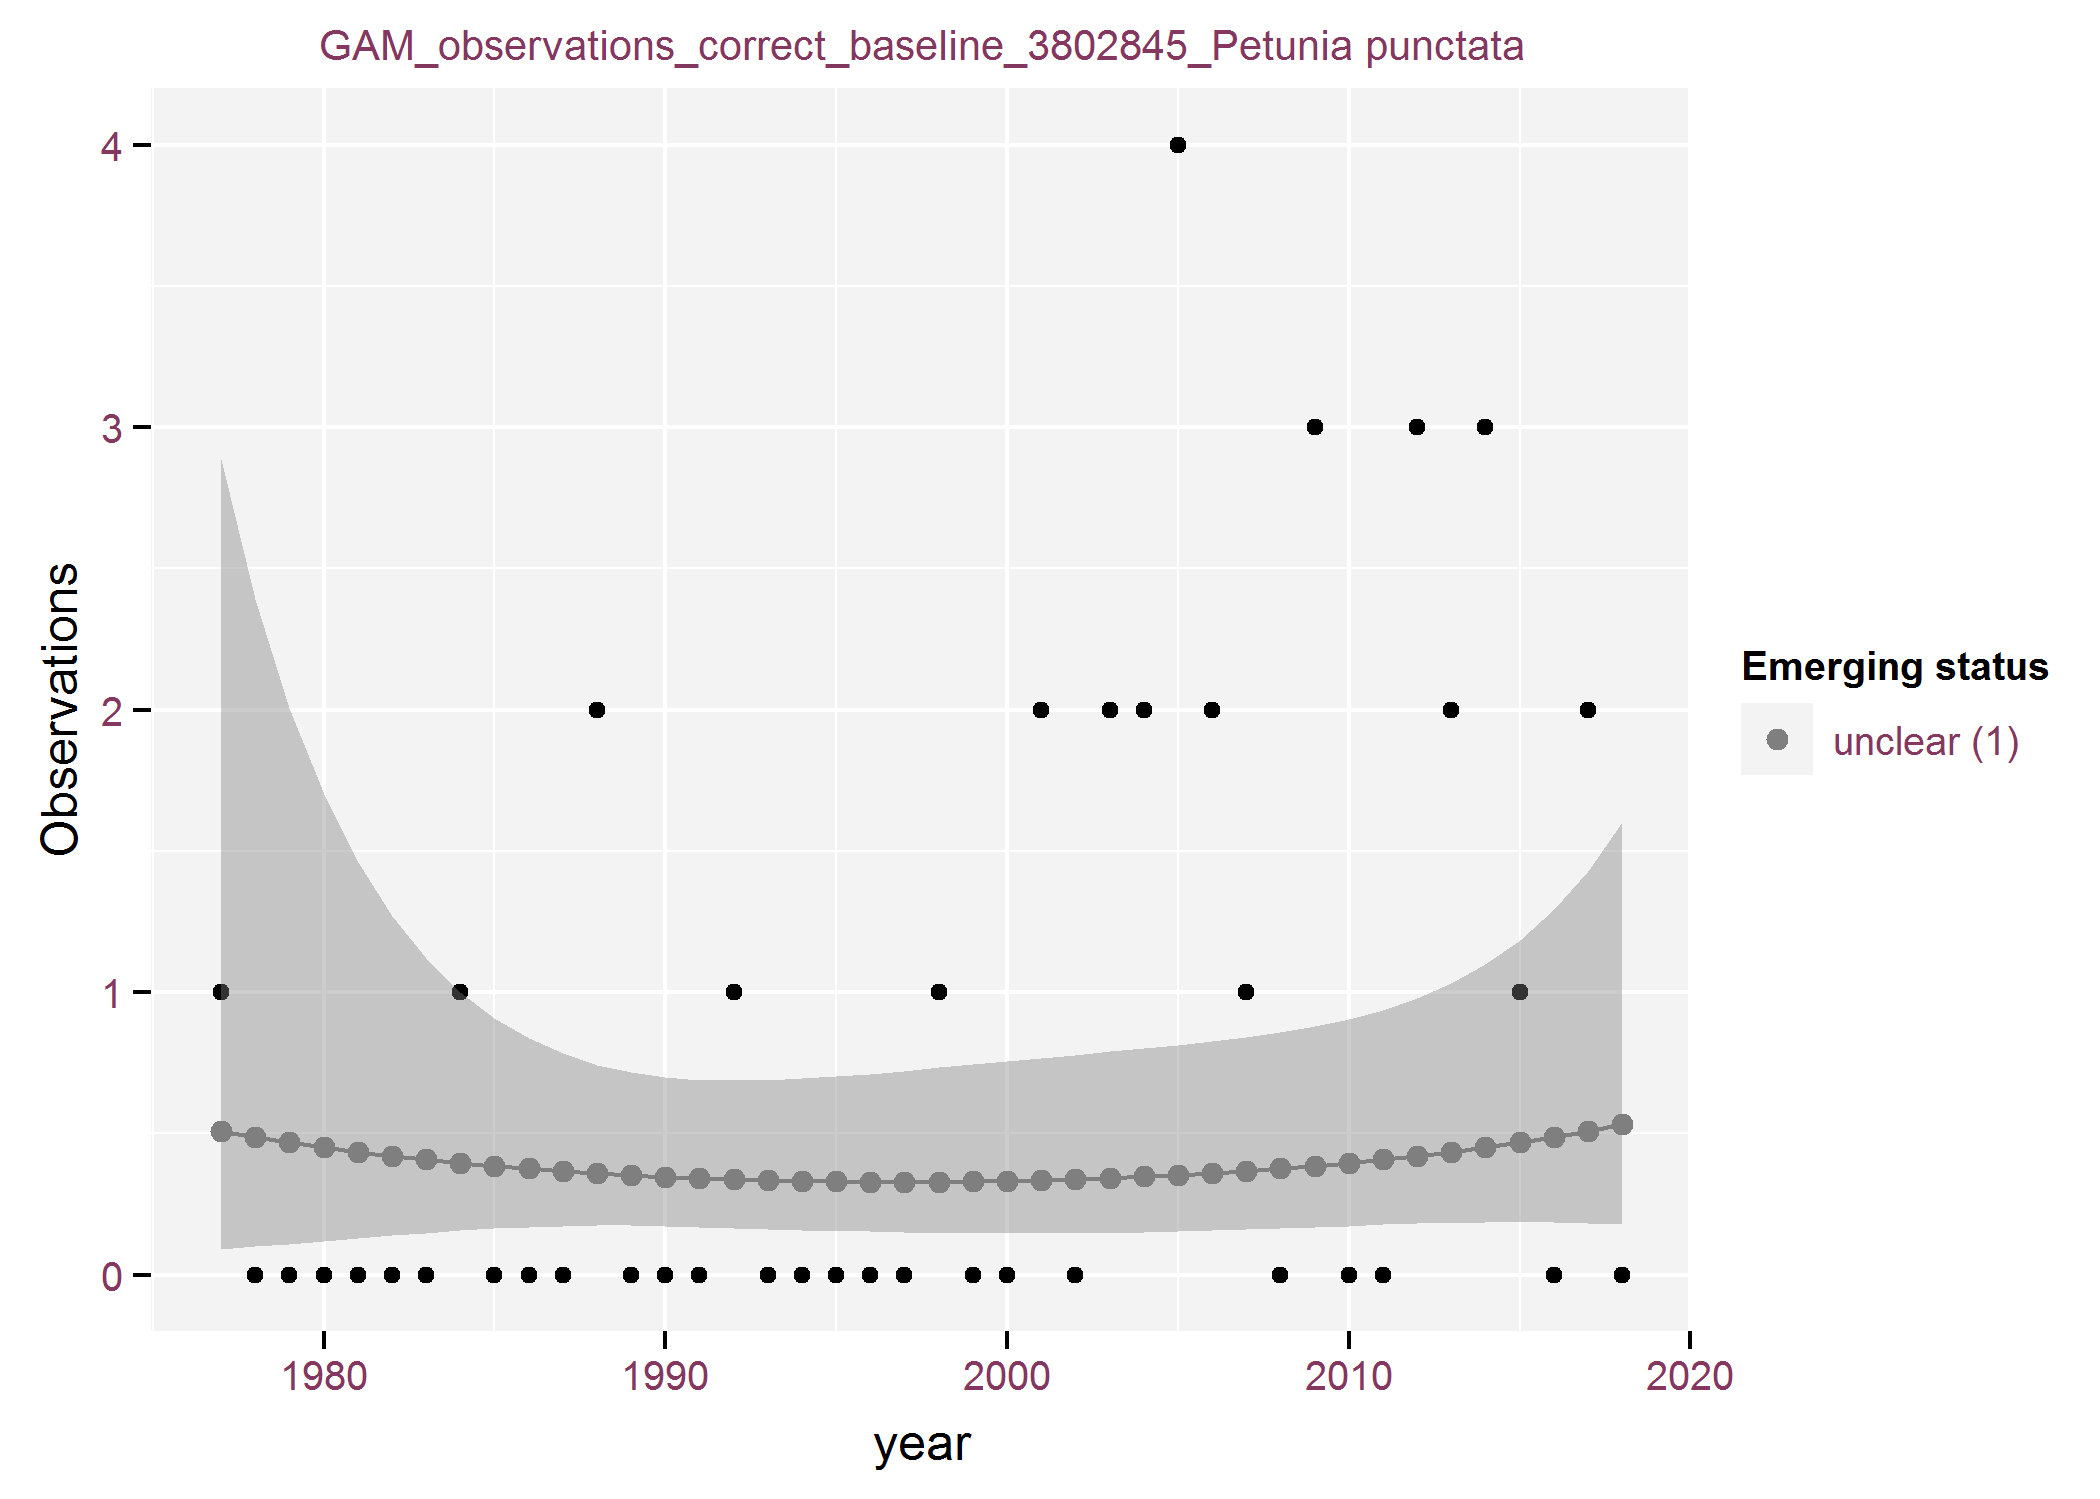 GAM_observations_correct_baseline_3802845_Petunia punctata
4
3
2
1
0
Observations
1980
1990
2000
2010
2020
year
Emerging status
unclear (1)